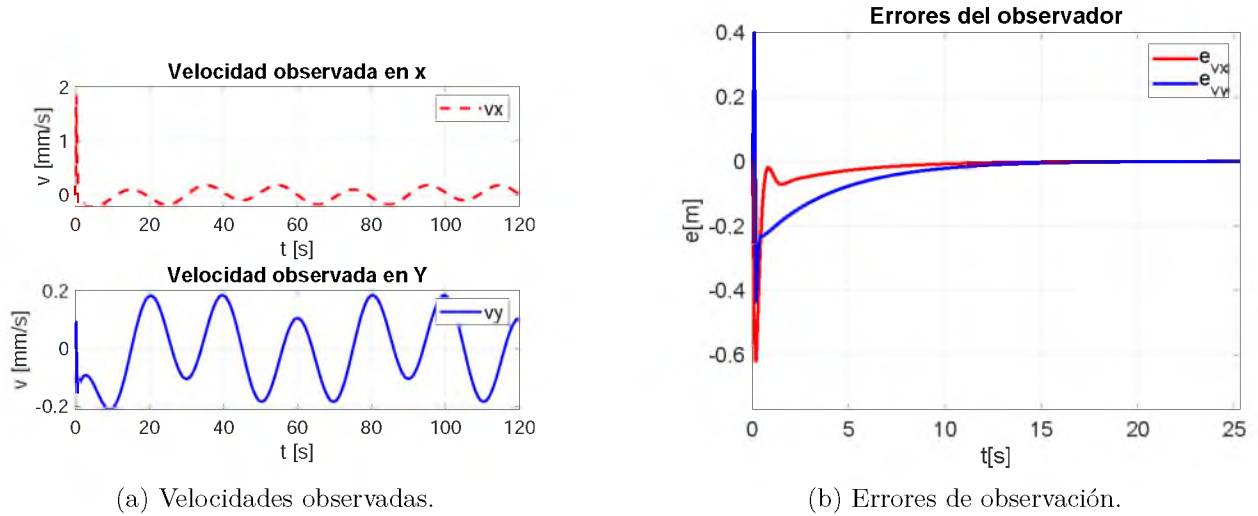 Velocidad observada en x
v [mm/s]
2
1
0
vx
0 20 40 60 80 100 120
t [s]
Velocidad observada en Y
v [mm/s]
0.2
0
-0.2
vy
0 20 40 60 80 100 120
t [s]
(a) Velocidades observadas.
Errores del observador
e[m]
0.4
0.2
0
-0.2
-0.4
-0.6
e_vx
e_vy
0 5 10 15 20 25
t[s]
(b) Errores de observación.